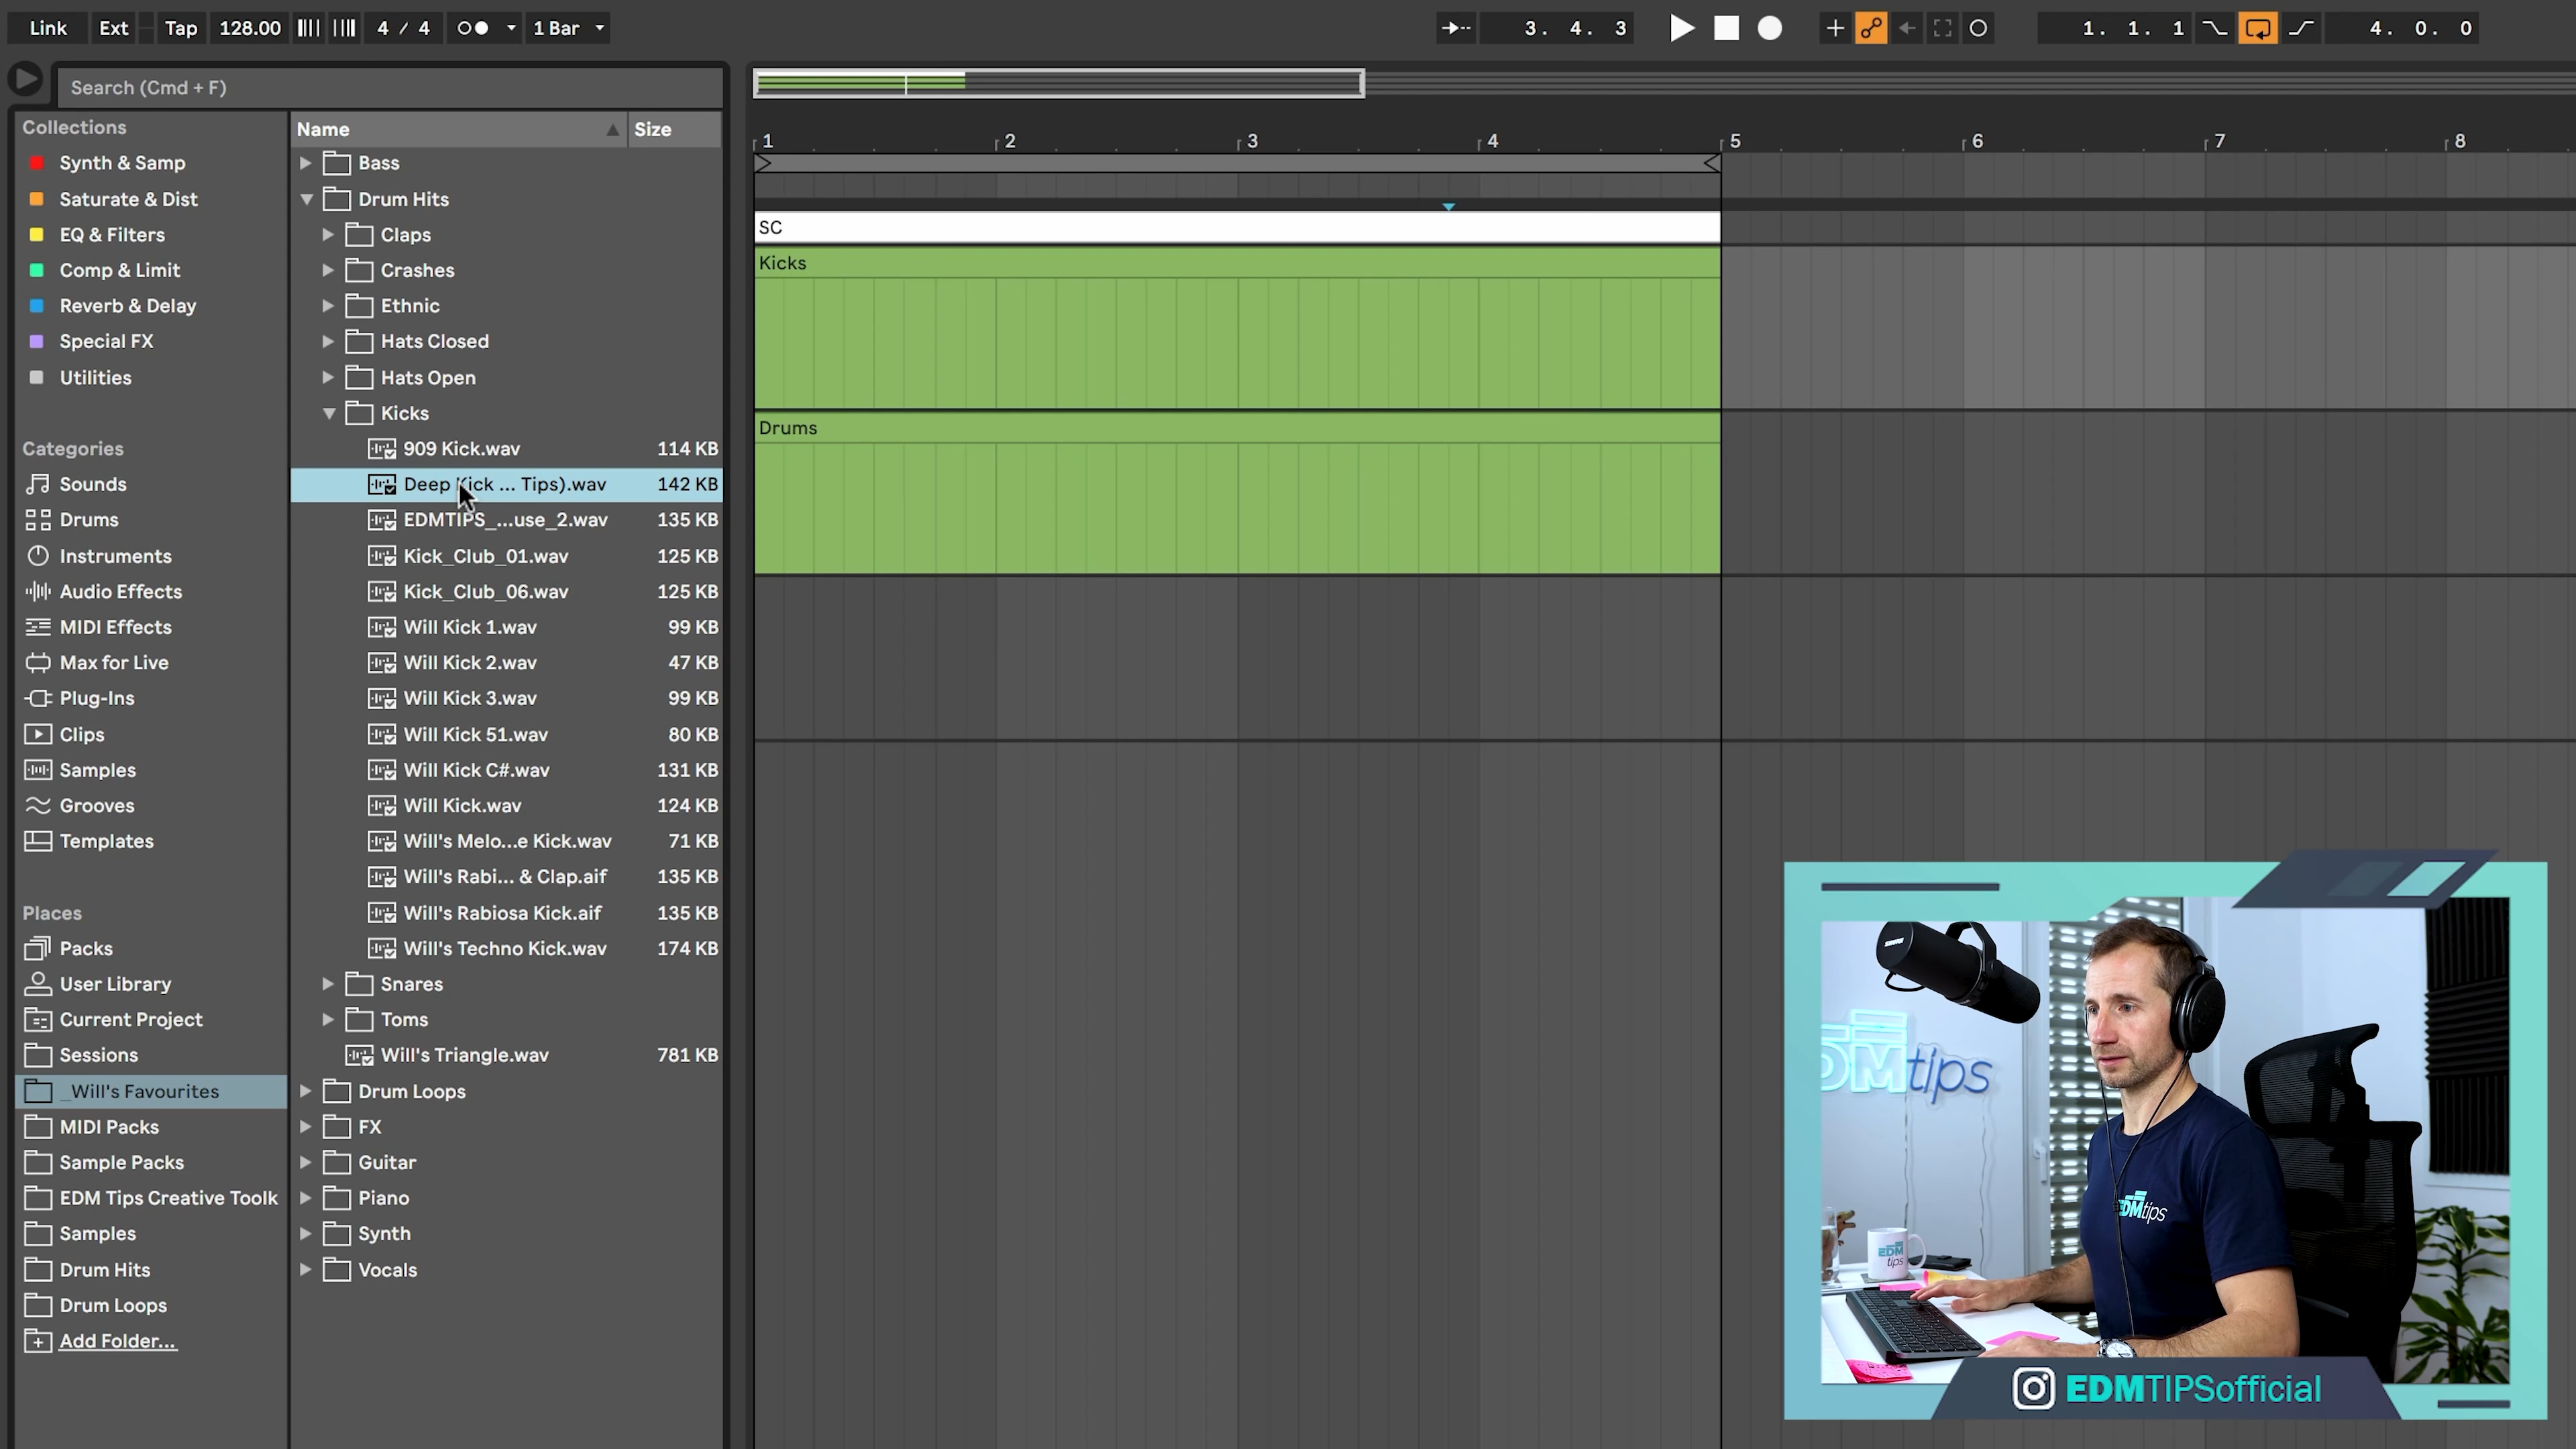 Link Ext Tap 128.00 4 / 4 1 Bar 3. 4. 3 1. 1. 1 4. 0. 0
Search (Cmd + F)
Collections
Synth & Samp
Saturate & Dist
EQ & Filters
Comp & Limit
Reverb & Delay
Special FX
Utilities
Categories
Sounds
Drums
Instruments
Audio Effects
MIDI Effects
Max for Live
Plug-Ins
Clips
Samples
Grooves
Templates
Places
Packs
User Library
Current Project
Sessions
_Will's Favourites
MIDI Packs
Sample Packs
EDM Tips Creative Toolk
Samples
Drum Hits
Drum Loops
Add Folder...
Name Size
Bass
Drum Hits
Claps
Crashes
Ethnic
Hats Closed
Hats Open
Kicks
909 Kick.wav 114 KB
Deep Kick ... Tips).wav 142 KB
EDMTIPS_...use_2.wav 135 KB
Kick_Club_01.wav 125 KB
Kick_Club_06.wav 125 KB
Will Kick 1.wav 99 KB
Will Kick 2.wav 47 KB
Will Kick 3.wav 99 KB
Will Kick 51.wav 80 KB
Will Kick C#.wav 131 KB
Will Kick.wav 124 KB
Will's Melo...e Kick.wav 71 KB
Will's Rabi... & Clap.aif 135 KB
Will's Rabiosa Kick.aif 135 KB
Will's Techno Kick.wav 174 KB
Snares
Toms
Will's Triangle.wav 781 KB
Drum Loops
FX
Guitar
Piano
Synth
Vocals
1 2 3 4 5 6 7 8
SC
Kicks
Drums
SHURE
EDMtips
EDMtips
EDM
tips
EDMTIPSofficial